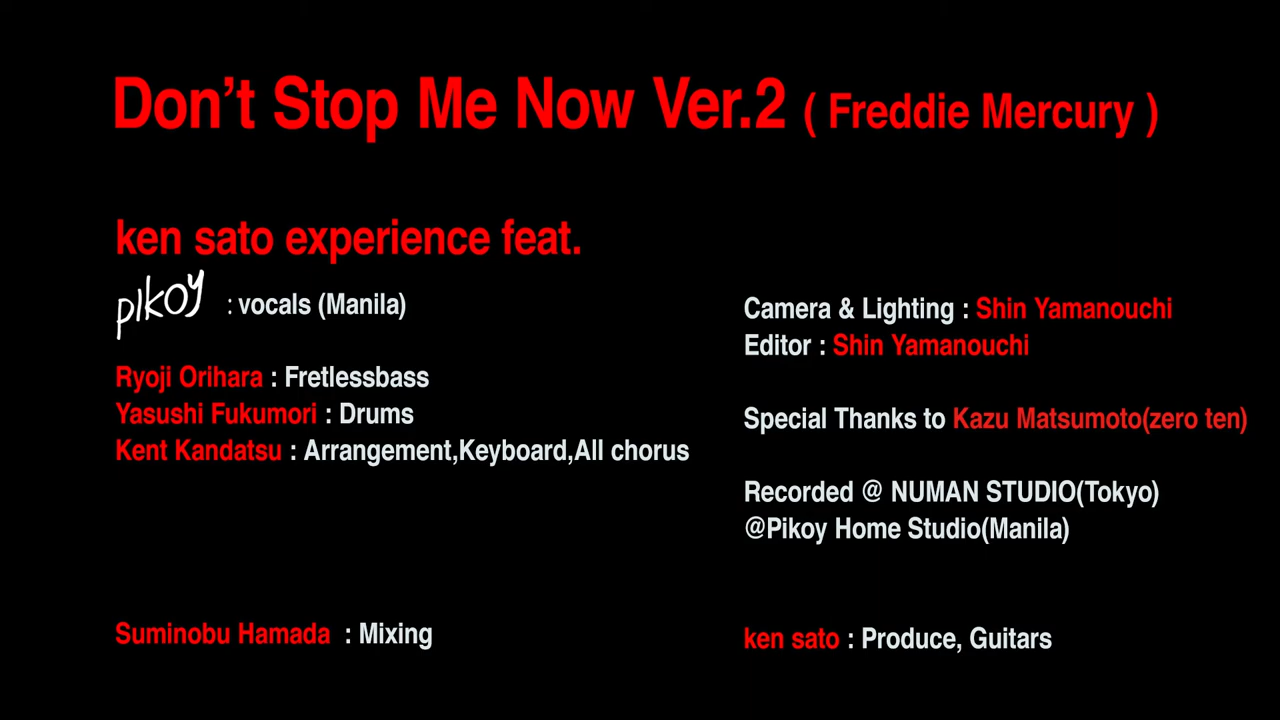 Don’t Stop Me Now Ver.2 ( Freddie Mercury )
ken sato experience feat.
pikoy : vocals (Manila)
Ryoji Orihara : Fretlessbass
Yasushi Fukumori : Drums
Kent Kandatsu : Arrangement,Keyboard,All chorus
Suminobu Hamada : Mixing
Camera & Lighting : Shin Yamanouchi
Editor : Shin Yamanouchi
Special Thanks to Kazu Matsumoto(zero ten)
Recorded @ NUMAN STUDIO(Tokyo)
@Pikoy Home Studio(Manila)
ken sato : Produce, Guitars